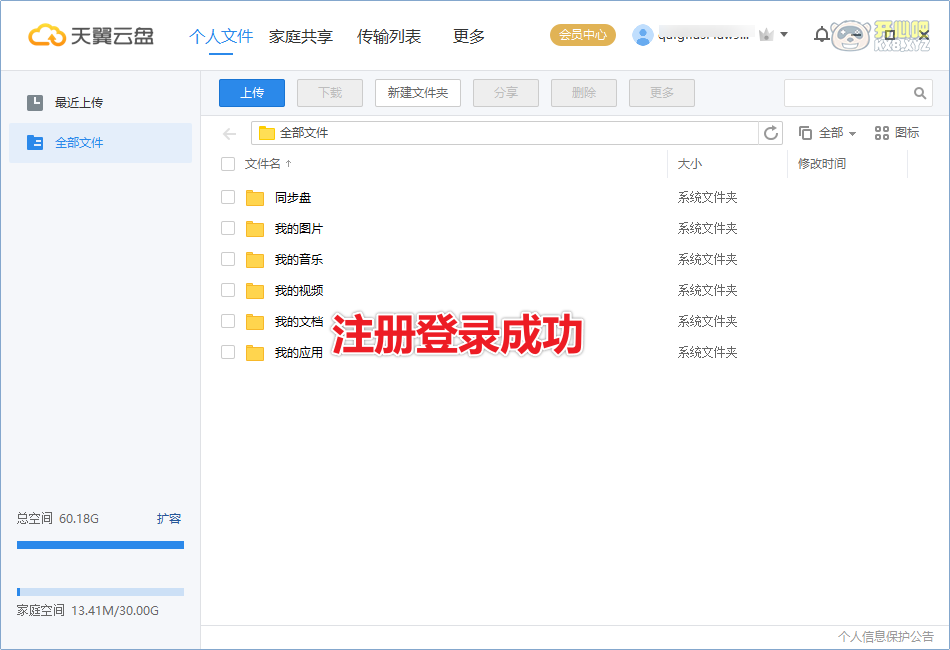 天翼云盘 个人文件 家庭共享 传输列表 更多 会员中心
开心吧
KX8.XYZ
最近上传
全部文件
上传 下载 新建文件夹 分享 删除 更多
全部文件 全部 图标
文件名↑ 大小 修改时间
同步盘 系统文件夹
我的图片 系统文件夹
我的音乐 系统文件夹
我的视频 系统文件夹
我的文档 系统文件夹
我的应用 系统文件夹
注册登录成功
总空间 60.18G 扩容
家庭空间 13.41M/30.00G
个人信息保护公告